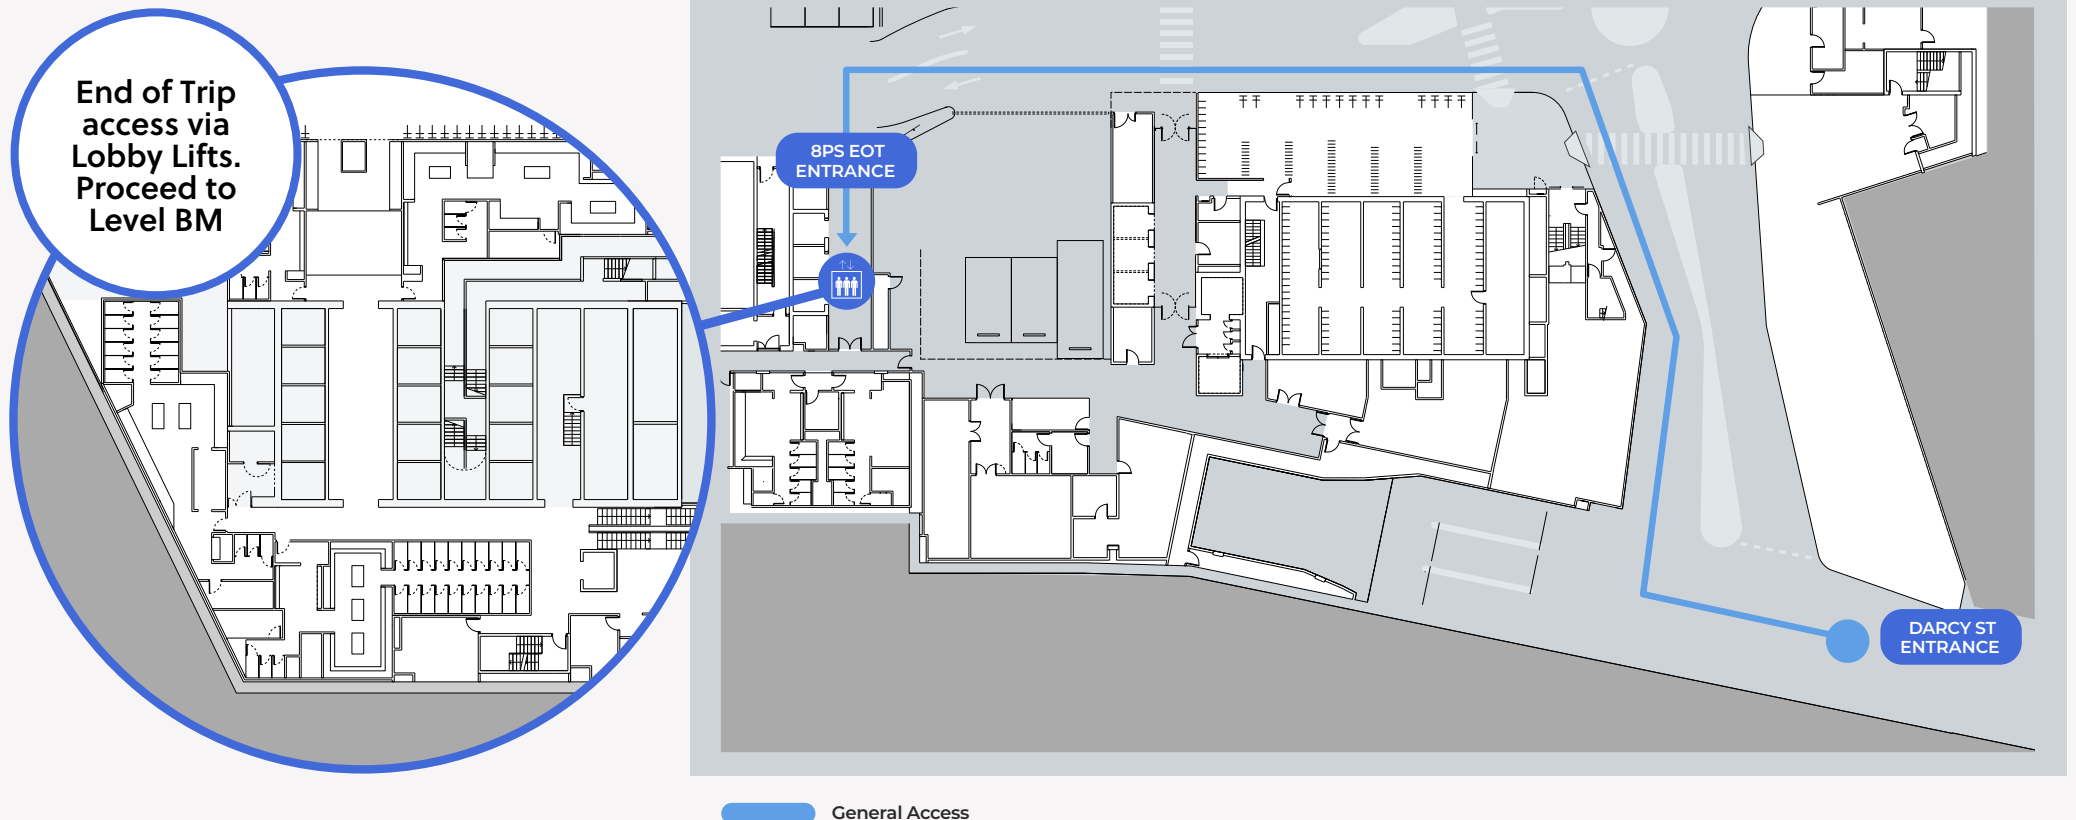 End of Trip
access via
Lobby Lifts.
Proceed to
Level BM
8PS EOT
ENTRANCE
DARCY ST
ENTRANCE
General Access